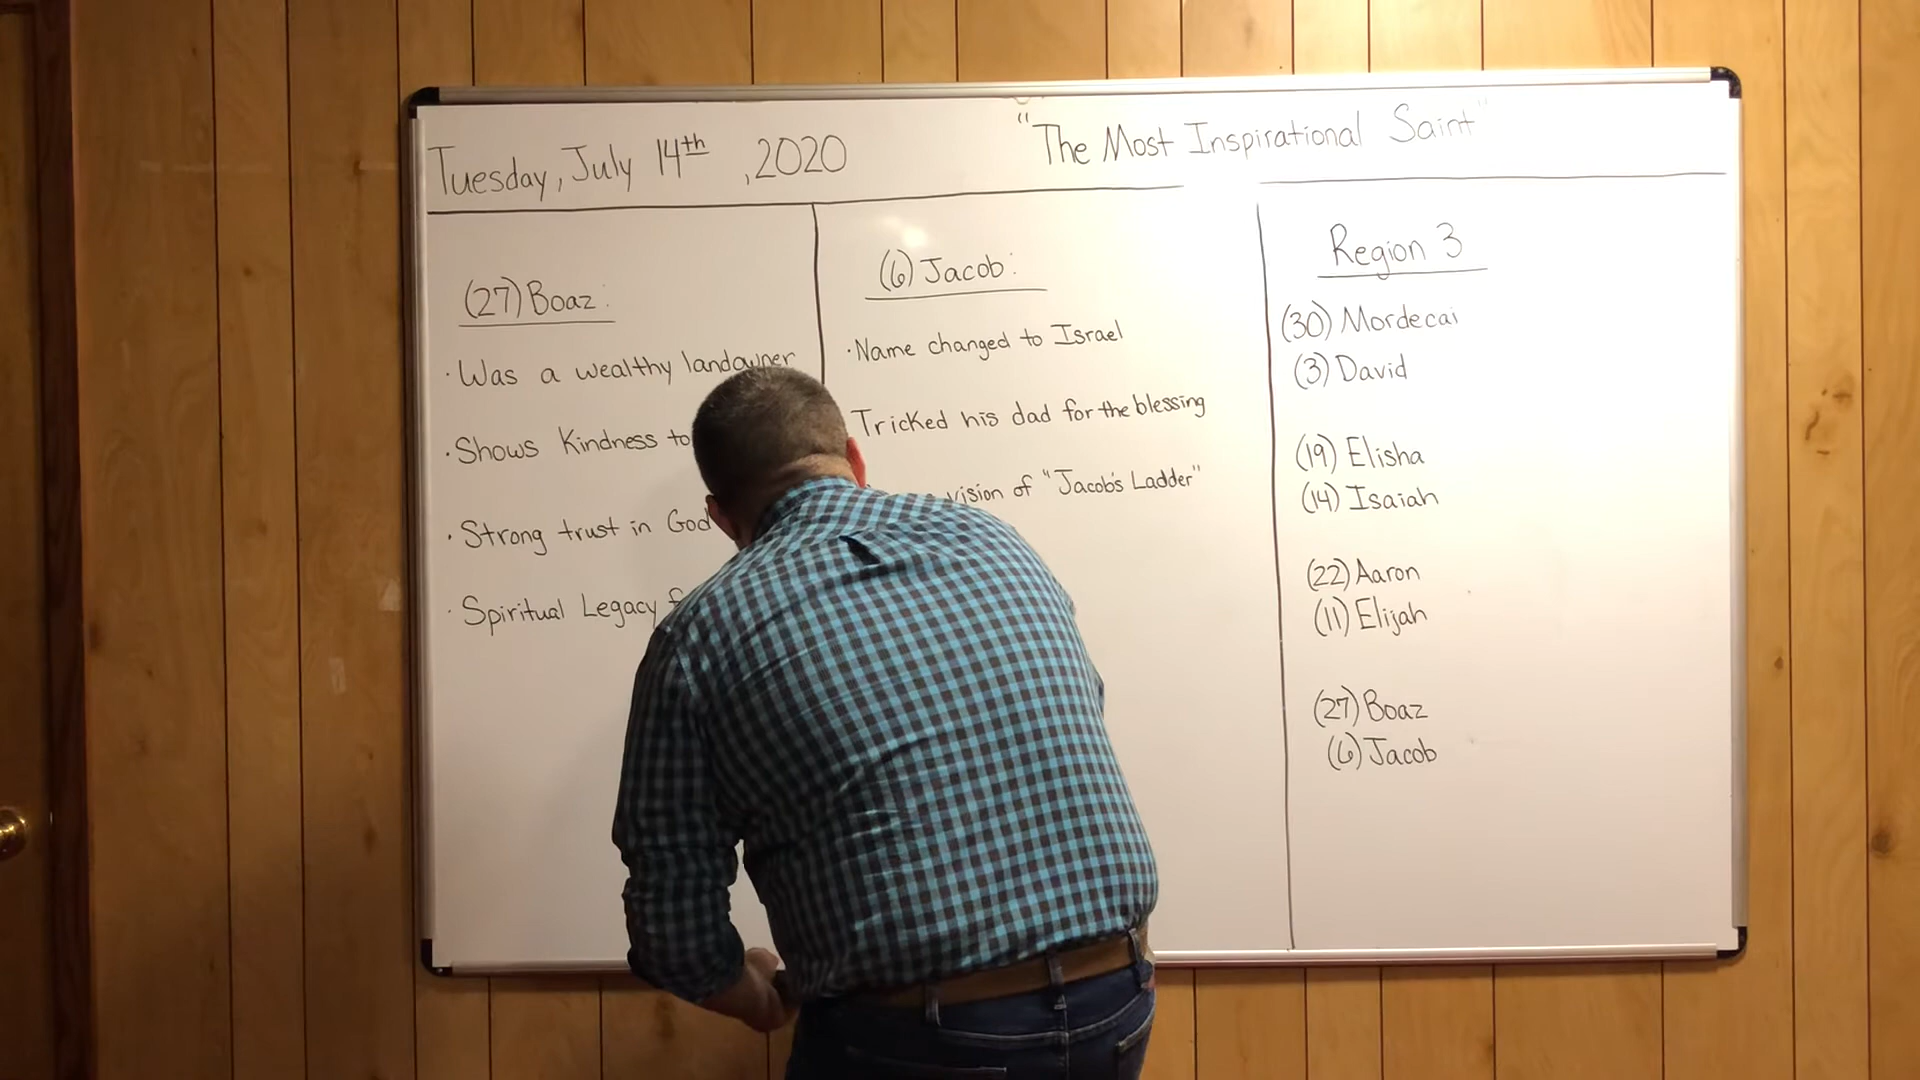 Tuesday, July 14th, 2020
"The Most Inspirational Saint"
(27) Boaz:
· Was a wealthy landowner
· Shows Kindness to
· Strong trust in God
· Spiritual Legacy
(6) Jacob:
· Name changed to Israel
Tricked his dad for the blessing
vision of "Jacob's Ladder"
Region 3
(30) Mordecai
(3) David
(19) Elisha
(14) Isaiah
(22) Aaron
(11) Elijah
(27) Boaz
(6) Jacob